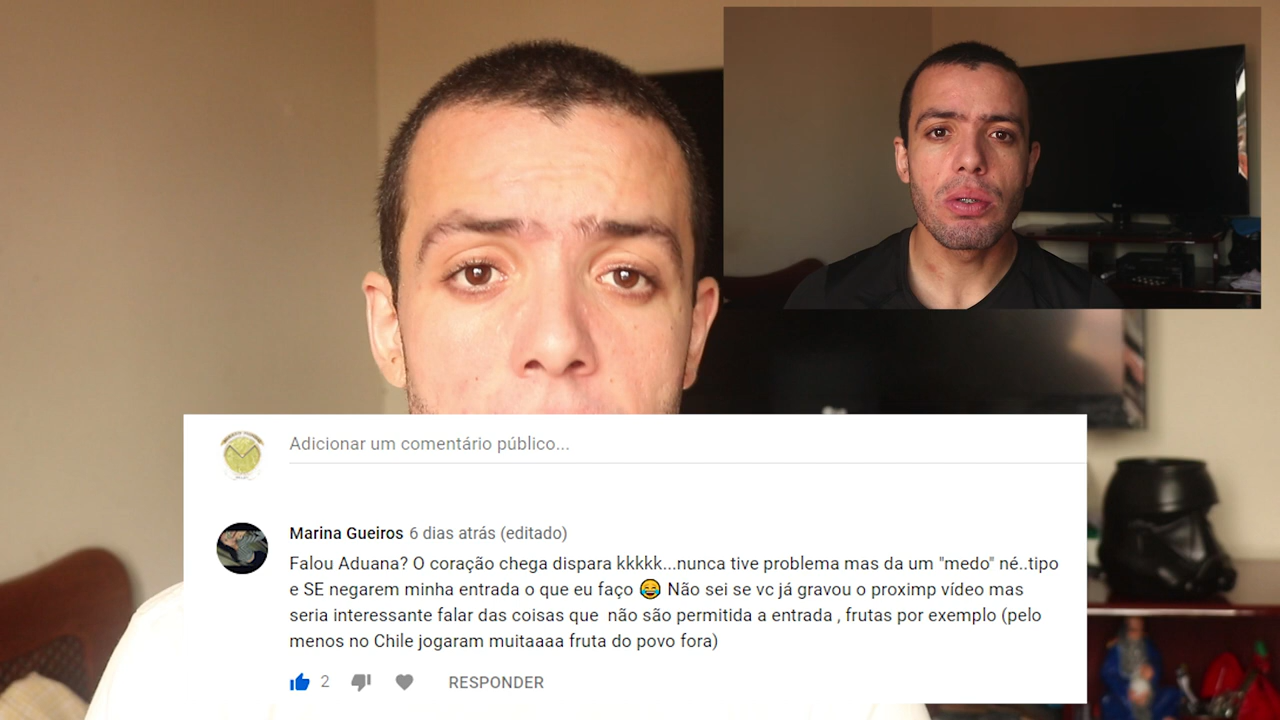 Adicionar um comentário público...
Marina Gueiros 6 dias atrás (editado)
Falou Aduana? O coração chega dispara kkkkk...nunca tive problema mas da um "medo" né..tipo
e SE negarem minha entrada o que eu faço 😂 Não sei se vc já gravou o proximp vídeo mas
seria interessante falar das coisas que não são permitida a entrada , frutas por exemplo (pelo
menos no Chile jogaram muitaaaa fruta do povo fora)
2 RESPONDER